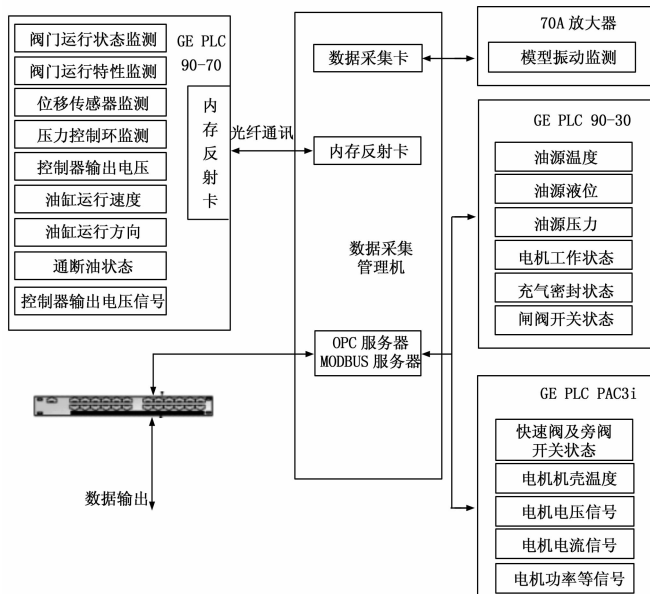 GE PLC
90-70
阀门运行状态监测
阀门运行特性监测
位移传感器监测
压力控制环监测
控制器输出电压
油缸运行速度
油缸运行方向
通断油状态
控制器输出电压信号
内
存
反
射
卡
光纤通讯
数据采集卡
内存反射卡
数据采集
管理机
OPC 服务器
MODBUS 服务器
数据输出
70A 放大器
模型振动监测
GE PLC 90-30
油源温度
油源液位
油源压力
电机工作状态
充气密封状态
闸阀开关状态
GE PLC PAC3i
快速阀及旁阀
开关状态
电机机壳温度
电机电压信号
电机电流信号
电机功率等信号